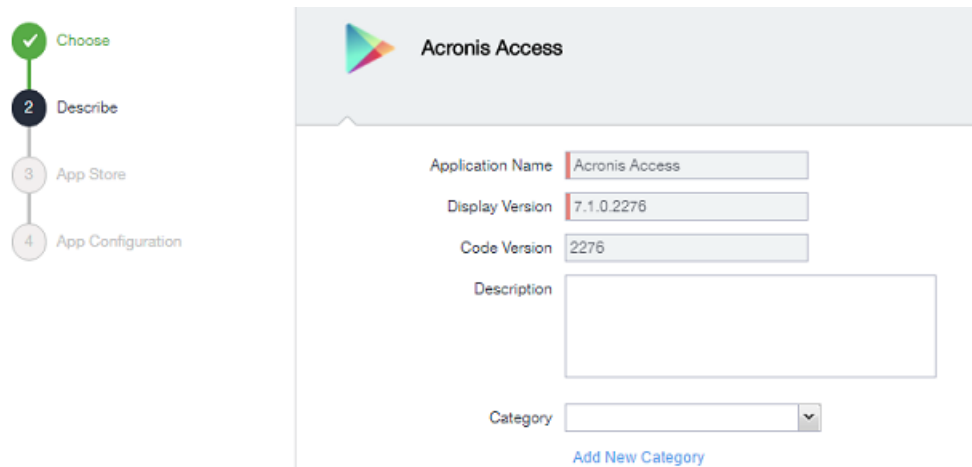 Choose
2 Describe
3 App Store
4 App Configuration
Acronis Access
Application Name Acronis Access
Display Version 7.1.0.2276
Code Version 2276
Description
Category
Add New Category